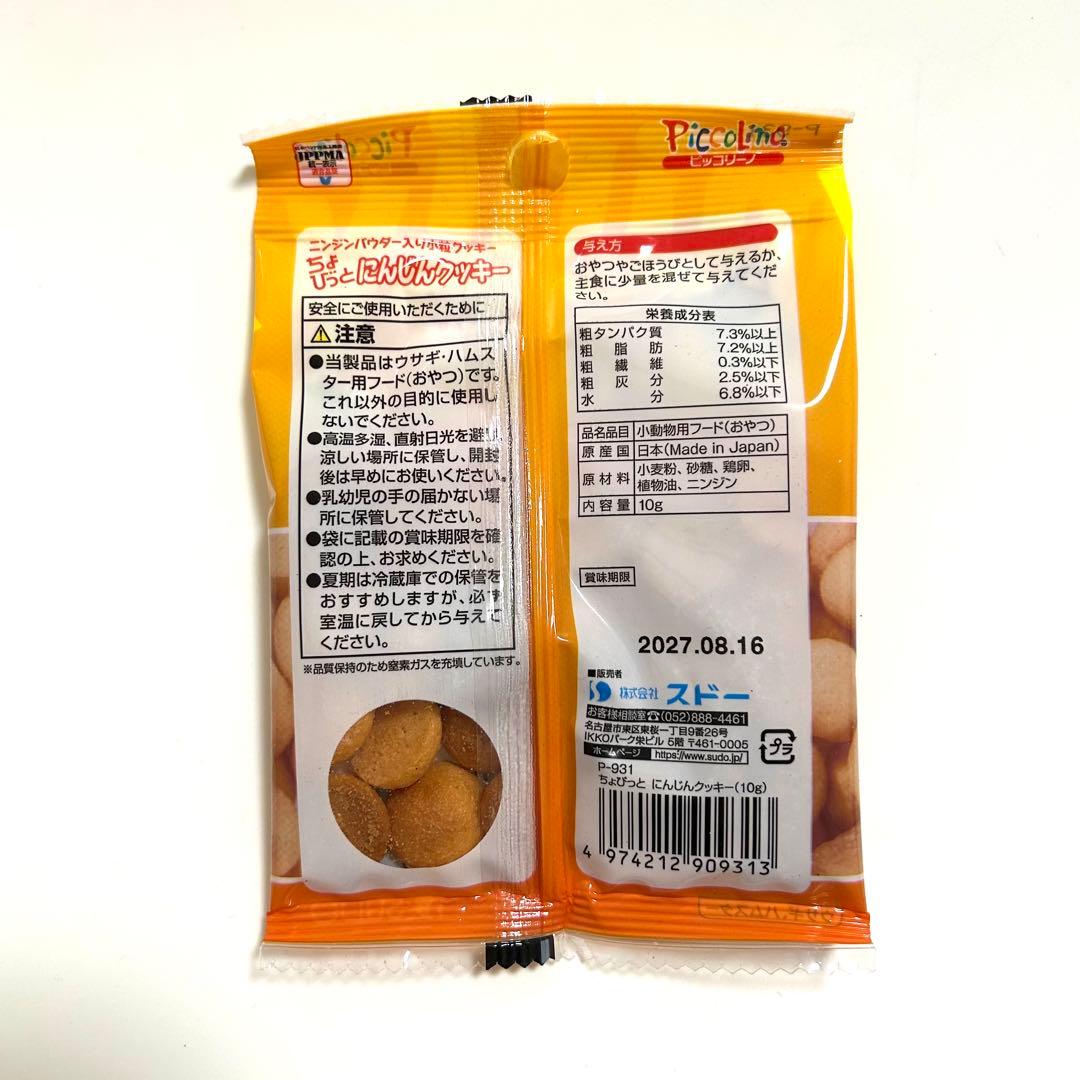 Piccolino
ピッコリーノ
JPPMA
統一表示
ニンジンパウダー入り小粒クッキー
ちょびっと にんじんクッキー
安全にご使用いただくために
注意
●当製品はウサギ・ハムス
ター用フード(おやつ)です。
これ以外の目的に使用し
ないでください。
●高温多湿、直射日光を避け
涼しい場所に保管し、開封
後は早めにお使いください。
●乳幼児の手の届かない場
所に保管してください。
●袋に記載の賞味期限を確
認の上、お求めください。
●夏期は冷蔵庫での保管を
おすすめしますが、必ず
室温に戻してから与えて
ください。
※品質保持のため窒素ガスを充填しています。
与え方
おやつやごほうびとして与えるか、
主食に少量を混ぜて与えてくだ
さい。
栄養成分表
粗タンパク質 7.3%以上
粗脂肪 7.2%以上
粗繊維 0.3%以下
粗灰分 2.5%以下
水分 6.8%以下
品名品目 小動物用フード(おやつ)
原産国 日本(Made in Japan)
原材料 小麦粉、砂糖、鶏卵、
植物油、ニンジン
内容量 10g
賞味期限
2027.08.16
■販売者
株式会社 スドー
お客様相談室☎(052)888-4461
名古屋市東区東桜一丁目9番26号
IKKOパーク栄ビル 5階 〒461-0005
ホームページ https://www.sudo.jp/
プラ
P-931
ちょびっと にんじんクッキー(10g)
4 974212 909313